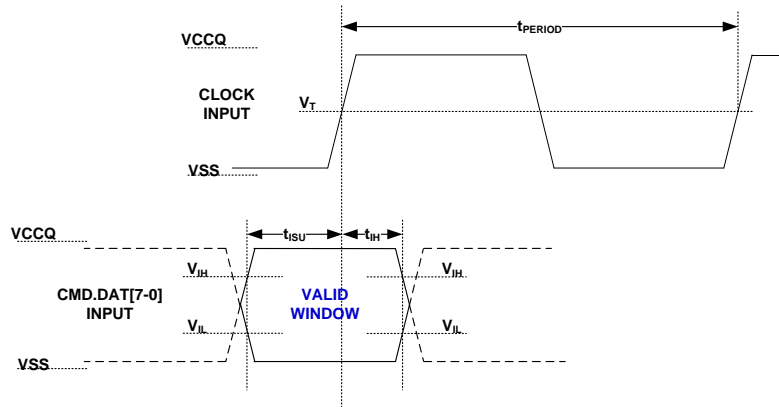 VCCQ
tPERIOD
CLOCK
INPUT
VT
VSS
VCCQ
tISU
tIH
VIH
VIH
CMD.DAT[7-0]
INPUT
VALID
WINDOW
VIL
VIL
VSS